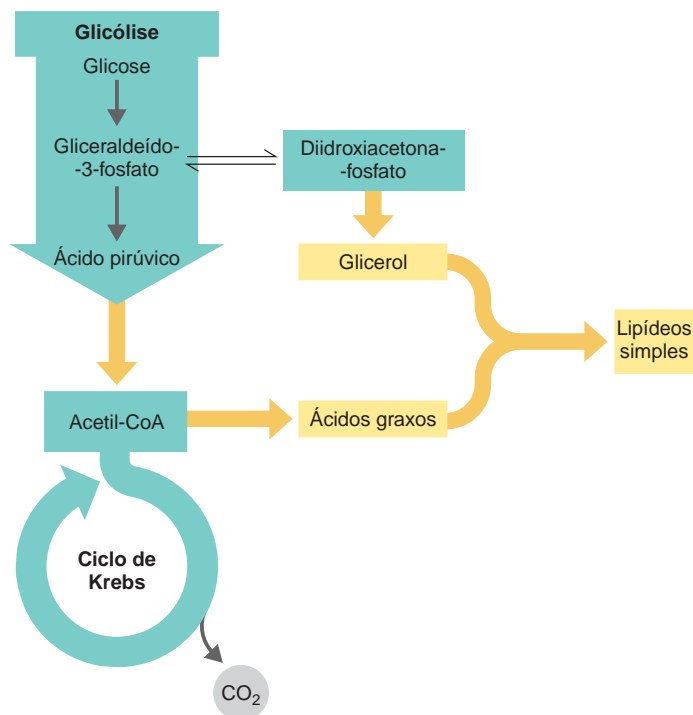 Glicólise
Glicose
Gliceraldeído-
-3-fosfato
Diidroxiacetona-
-fosfato
Ácido pirúvico
Glicerol
Lipídeos
simples
Acetil-CoA
Ácidos graxos
Ciclo de
Krebs
CO₂